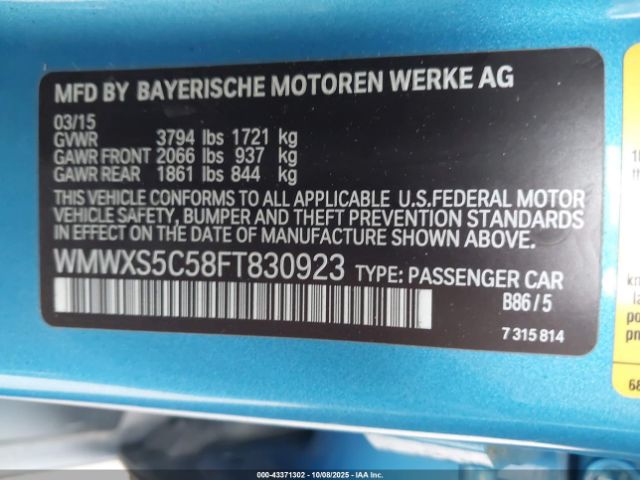 MFD BY BAYERISCHE MOTOREN WERKE AG
03/15
GVWR 3794 lbs 1721 kg
GAWR FRONT 2066 lbs 937 kg
GAWR REAR 1861 lbs 844 kg
THIS VEHICLE CONFORMS TO ALL APPLICABLE U.S.FEDERAL MOTOR
VEHICLE SAFETY, BUMPER AND THEFT PREVENTION STANDARDS
IN EFFECT ON THE DATE OF MANUFACTURE SHOWN ABOVE.
WMWXS5C58FT830923 TYPE: PASSENGER CAR
B86/5
7 315 814
000-43371302 10/08/2025 - IAA Inc.